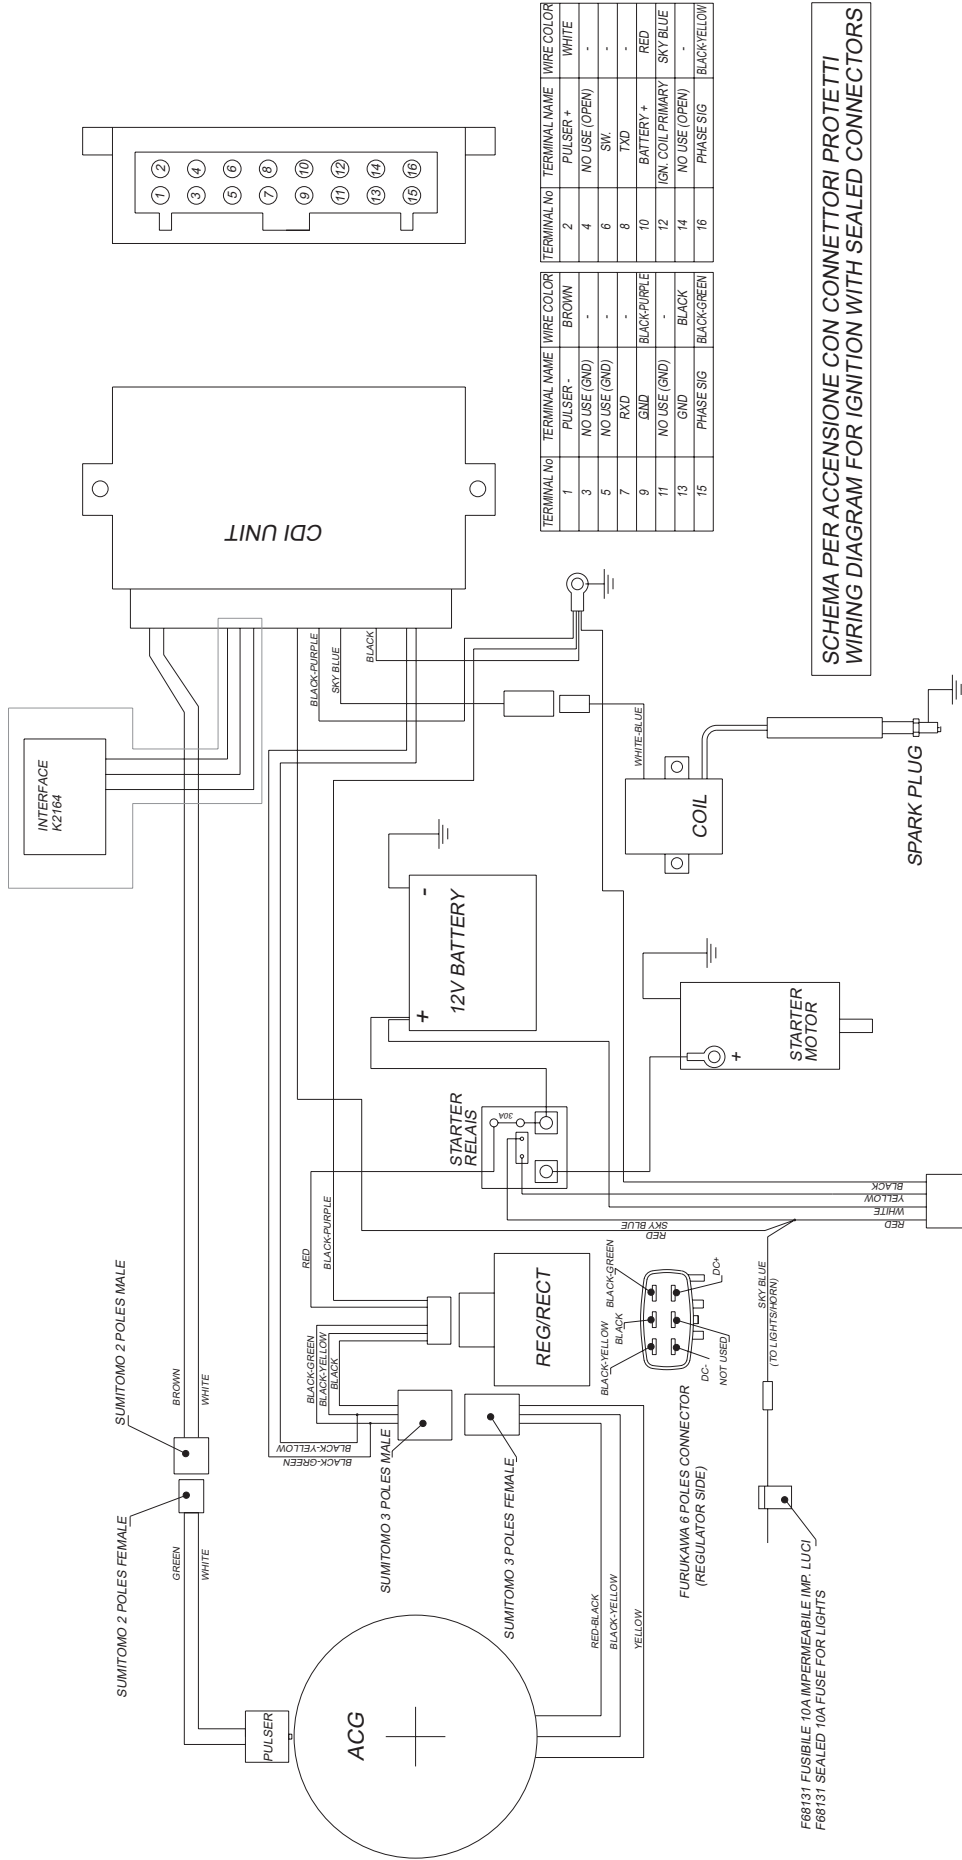 SCHEMA PER ACCENSIONE CON CONNETTORI PROTETTI
WIRING DIAGRAM FOR IGNITION WITH SEALED CONNECTORS
INTERFACE
K2164
CDI UNIT
1 2
3 4
5 6
7 8
9 10
11 12
13 14
15 16
TERMINAL No TERMINAL NAME WIRE COLOR
1 PULSER - BROWN
3 NO USE (GND) -
5 NO USE (GND) -
7 RXD -
9 GND BLACK-PURPLE
11 NO USE (GND) -
13 GND BLACK
15 PHASE SIG BLACK-GREEN
TERMINAL No TERMINAL NAME WIRE COLOR
2 PULSER + WHITE
4 NO USE (OPEN) -
6 SW. -
8 TXD -
10 BATTERY + RED
12 IGN. COIL PRIMARY SKY BLUE
14 NO USE (OPEN) -
16 PHASE SIG BLACK-YELLOW
SUMITOMO 2 POLES FEMALE
SUMITOMO 2 POLES MALE
GREEN
WHITE
BROWN
WHITE
PULSER
ACG
BLACK-PURPLE
SKY BLUE
BLACK
BLACK-GREEN
BLACK-YELLOW
BLACK
BLACK-YELLOW
BLACK-GREEN
RED
BLACK-PURPLE
SUMITOMO 3 POLES MALE
SUMITOMO 3 POLES FEMALE
RED-BLACK
BLACK-YELLOW
YELLOW
REG/RECT
STARTER
RELAIS
30A
+
-
12V BATTERY
WHITE-BLUE
COIL
SPARK PLUG
+
STARTER
MOTOR
BLACK-YELLOW
BLACK
BLACK-GREEN
DC-
NOT USED
DC+
FURUKAWA 6 POLES CONNECTOR
(REGULATOR SIDE)
SKY BLUE
RED
BLACK
YELLOW
WHITE
RED
SKY BLUE
(TO LIGHTS/HORN)
F68131 FUSIBILE 10A IMPERMEABILE IMP. LUCI
F68131 SEALED 10A FUSE FOR LIGHTS